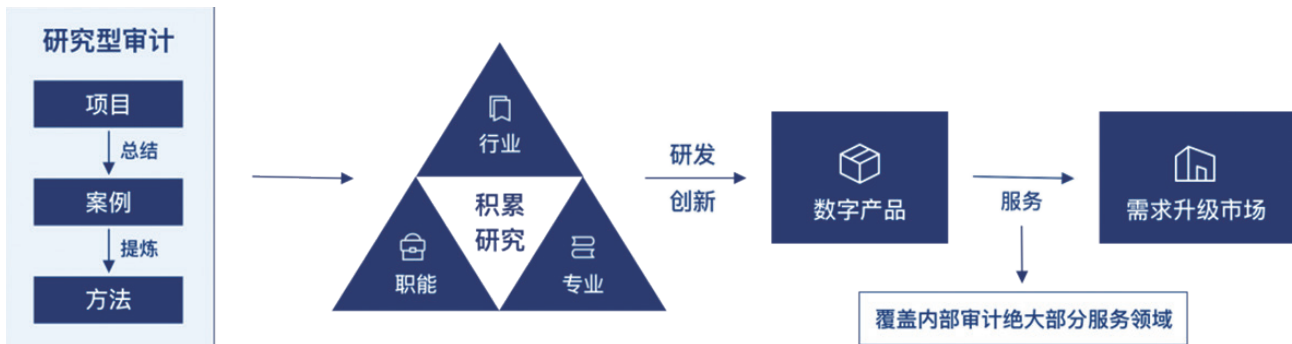 研究型审计
项目
总结
案例
提炼
方法
行业
积累
研究
职能
专业
研发
创新
数字产品
服务
需求升级市场
覆盖内部审计绝大部分服务领域